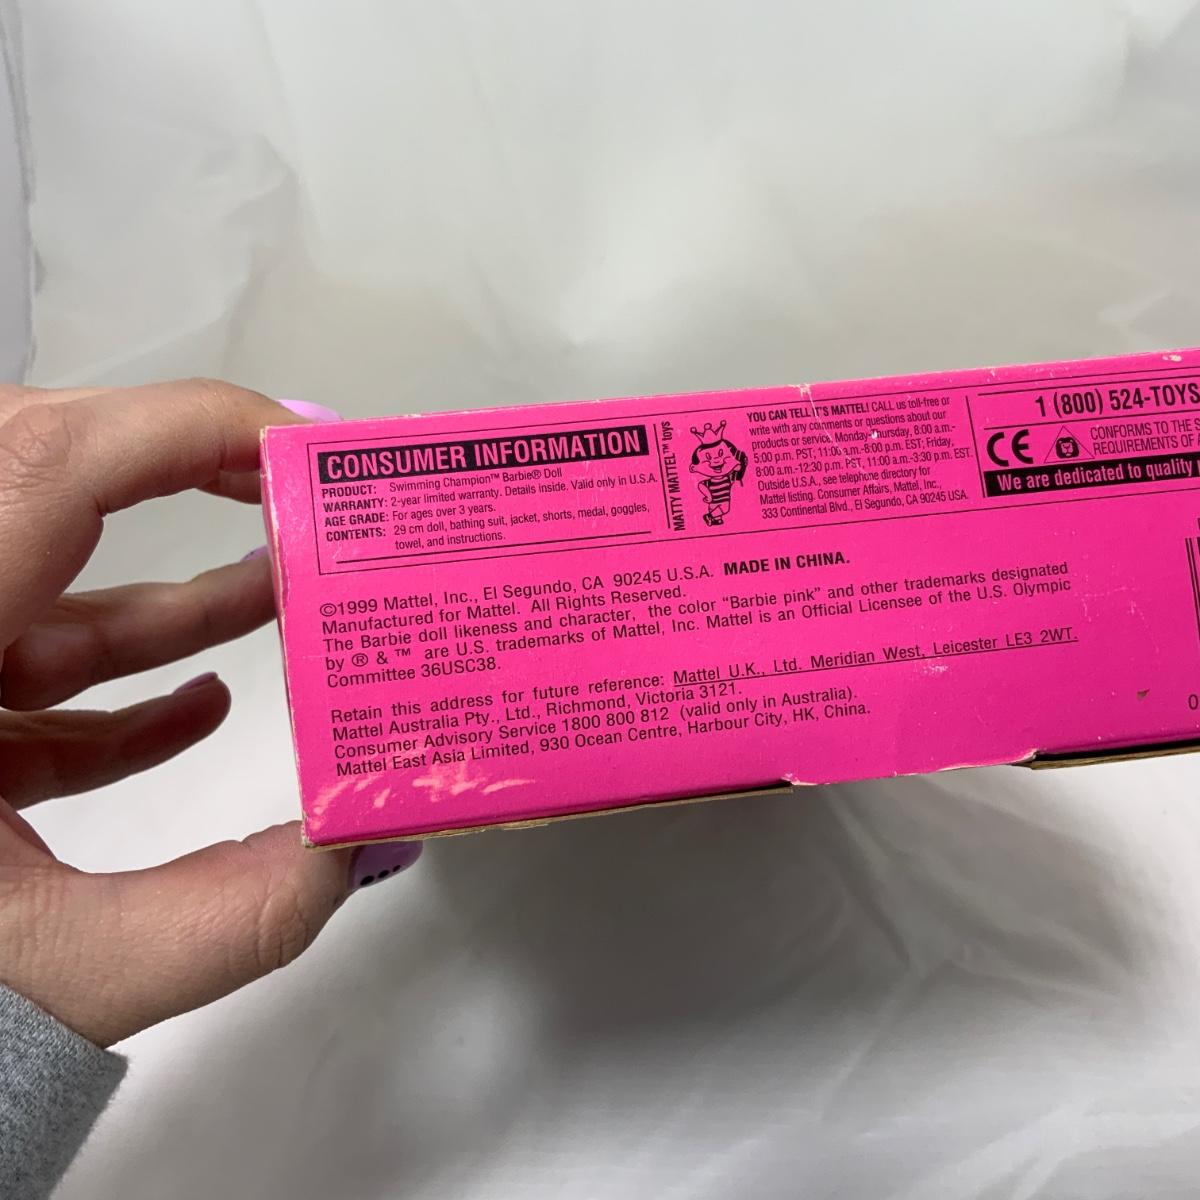 CONSUMER INFORMATION
PRODUCT: Swimming Champion™ Barbie® Doll
WARRANTY: 2-year limited warranty. Details inside. Valid only in U.S.A.
AGE GRADE: For ages over 3 years.
CONTENTS: 29 cm doll, bathing suit, jacket, shorts, medal, goggles,
towel, and instructions.
MATTY MATTEL™ toys
YOU CAN TELL IT'S MATTEL! CALL us toll-free or
write with any comments or questions about our
products or service, Monday-Thursday, 8:00 a.m.-
5:00 p.m. PST, 11:00 a.m.-8:00 p.m. EST; Friday,
8:00 a.m.-12:30 p.m. PST, 11:00 a.m.-3:30 p.m. EST.
Outside U.S.A., see telephone directory for
Mattel listing. Consumer Affairs, Mattel, Inc.,
333 Continental Blvd., El Segundo, CA 90245 USA.
1 (800) 524-TOYS
CE
CONFORMS TO THE S
REQUIREMENTS OF
We are dedicated to quality
©1999 Mattel, Inc., El Segundo, CA 90245 U.S.A. MADE IN CHINA.
Manufactured for Mattel. All Rights Reserved.
The Barbie doll likeness and character, the color "Barbie pink" and other trademarks designated
by ® & ™ are U.S. trademarks of Mattel, Inc. Mattel is an Official Licensee of the U.S. Olympic
Committee 36USC38.
Retain this address for future reference: Mattel U.K., Ltd. Meridian West, Leicester LE3 2WT.
Mattel Australia Pty., Ltd., Richmond, Victoria 3121.
Consumer Advisory Service 1800 800 812 (valid only in Australia).
Mattel East Asia Limited, 930 Ocean Centre, Harbour City, HK, China.
0